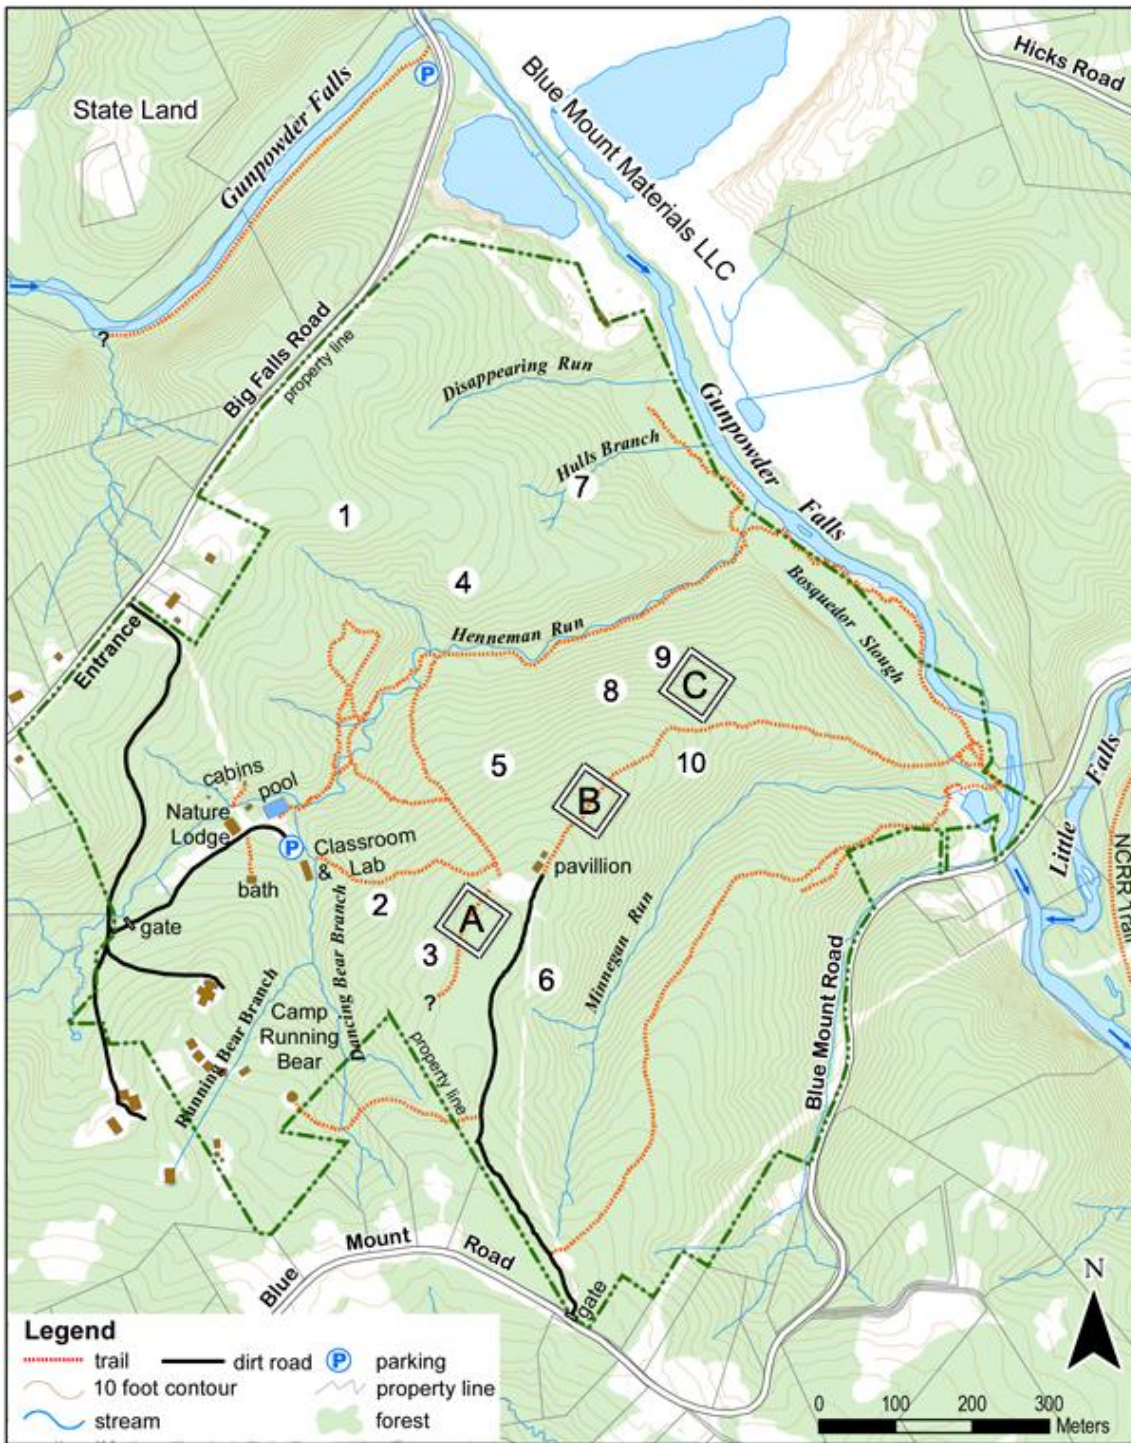 Hicks Road
State Land
Gunpowder Falls
P
Blue Mount Materials LLC
?
Big Falls Road
property line
Disappearing Run
Gunpowder
Falls
Hulls Branch
7
1
4
Henneman Run
Bosquedor Slough
Entrance
9
C
8
5
10
cabins
pool
Nature
Lodge
B
Little Falls
P
Classroom
& Lab
bath
pavillion
NCRR Trail
2
A
gate
3
6
Minnegan Run
?
Dancing Bear Branch
Running Bear Branch
Camp
Running
Bear
property line
Blue Mount Road
Blue Mount Road
gate
N
Legend
trail
dirt road
P
parking
10 foot contour
property line
stream
forest
0 100 200 300
Meters